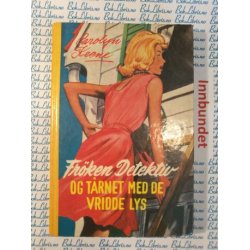 Carolyn
Keene
Frøken Detektiv
OG TÅRNET MED DE
VRIDDE LYS
Innbundet